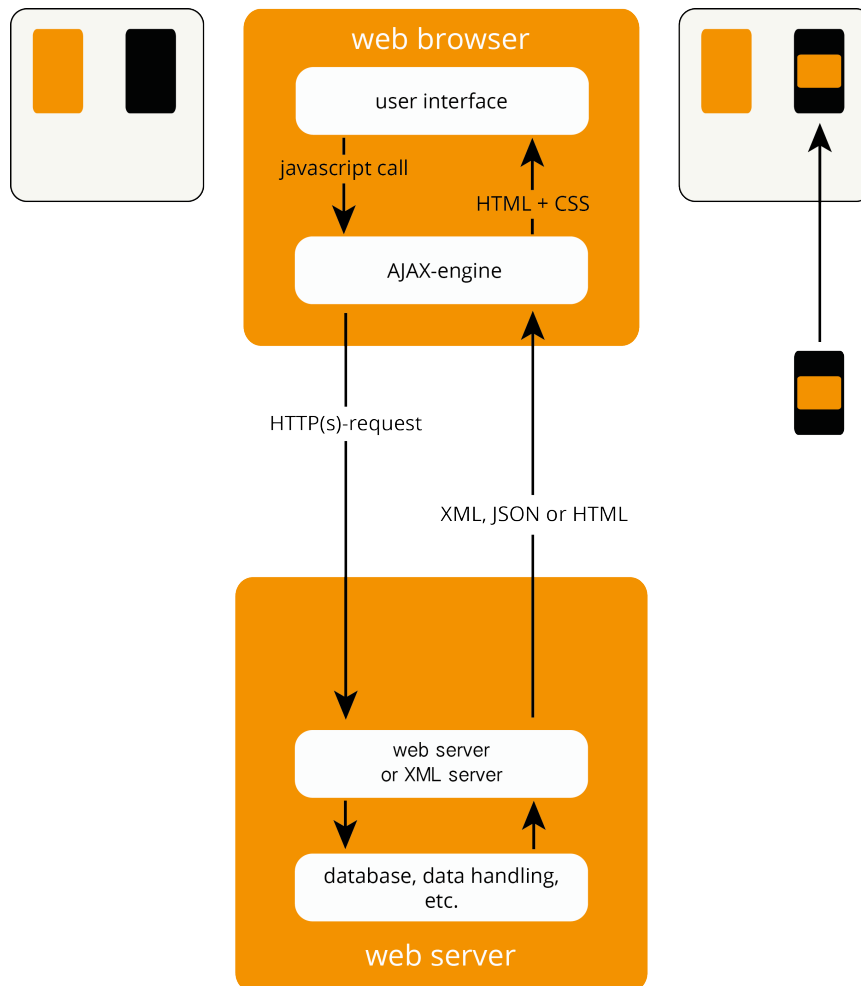 web browser
user interface
javascript call
HTML + CSS
AJAX-engine
HTTP(s)-request
XML, JSON or HTML
web server
or XML server
database, data handling,
etc.
web server